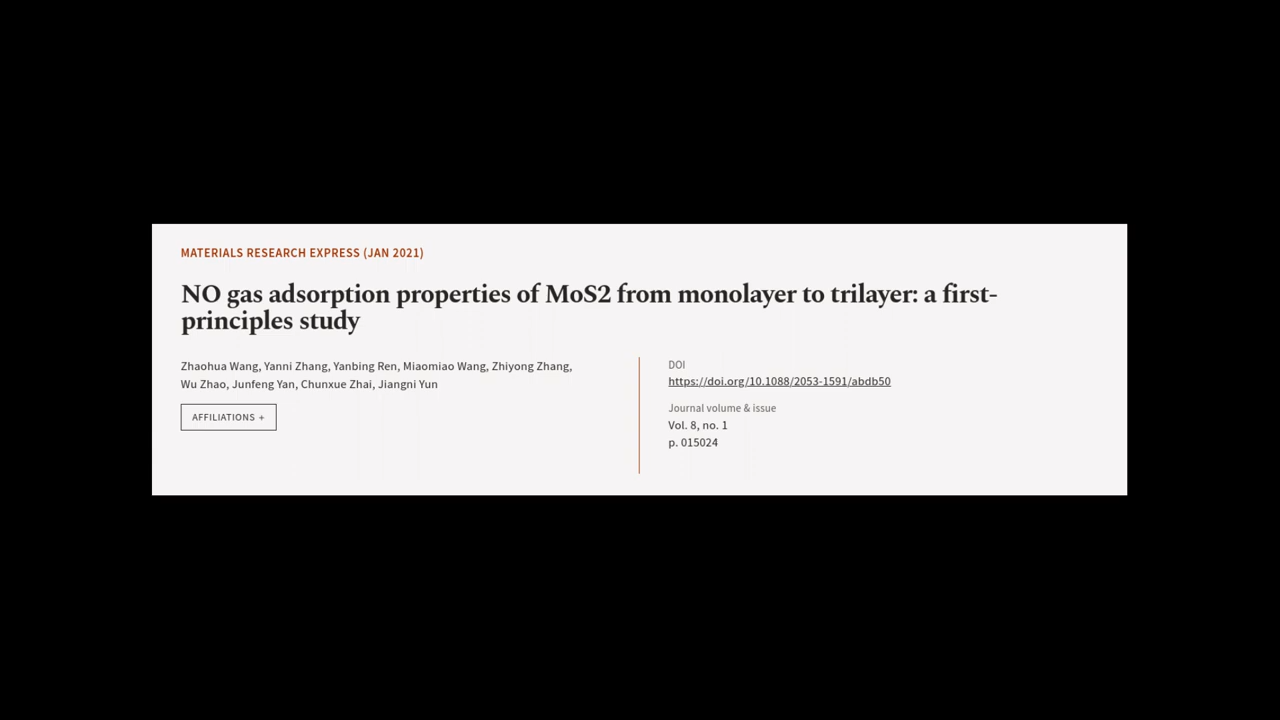 MATERIALS RESEARCH EXPRESS (JAN 2021)
NO gas adsorption properties of MoS2 from monolayer to trilayer: a first-
principles study
Zhaohua Wang, Yanni Zhang, Yanbing Ren, Miaomiao Wang, Zhiyong Zhang,
Wu Zhao, Junfeng Yan, Chunxue Zhai, Jiangni Yun
AFFILIATIONS +
DOI
https://doi.org/10.1088/2053-1591/abdb50
Journal volume & issue
Vol. 8, no. 1
p. 015024